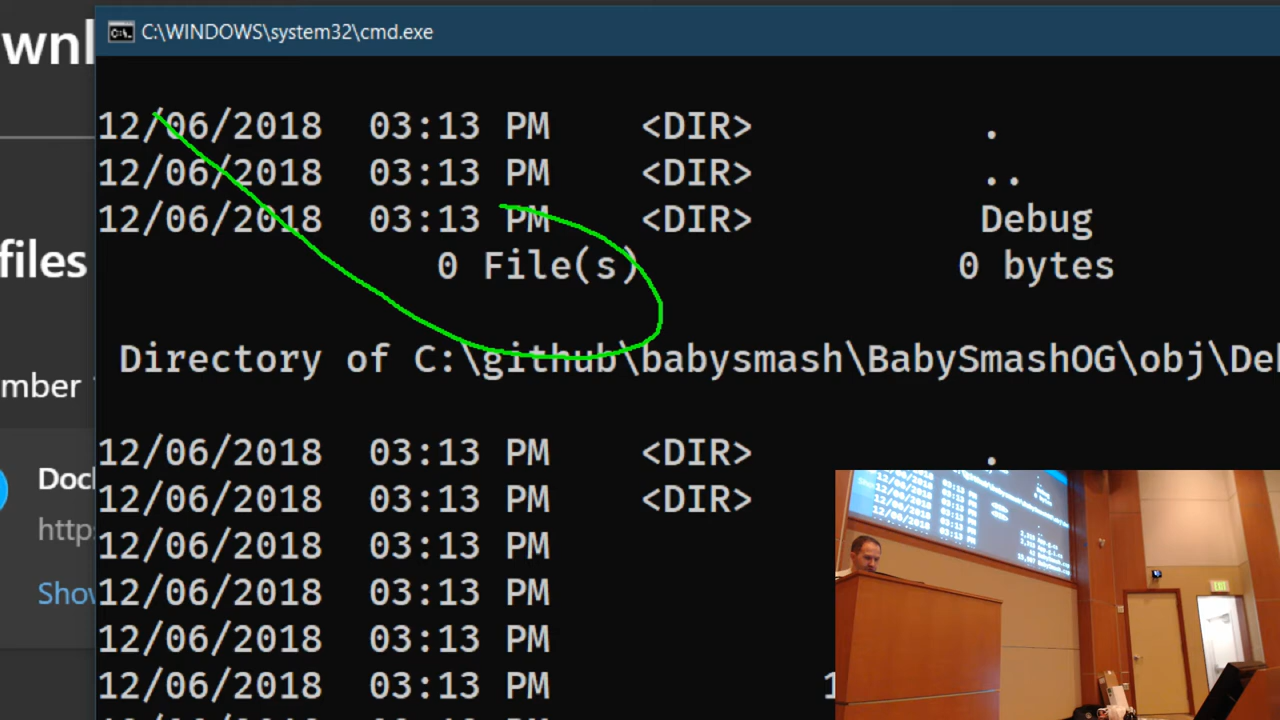 C:\WINDOWS\system32\cmd.exe
wnl
12/06/2018 03:13 PM <DIR> .
12/06/2018 03:13 PM <DIR> ..
12/06/2018 03:13 PM <DIR> Debug
files
0 File(s) 0 bytes
Directory of C:\github\babysmash\BabySmashOG\obj\Deb
mber
12/06/2018 03:13 PM <DIR> .
Doc
12/06/2018 03:13 PM <DIR>
http
12/06/2018 03:13 PM
12/06/2018 03:13 PM
Show
12/06/2018 03:13 PM
12/06/2018 03:13 PM 1